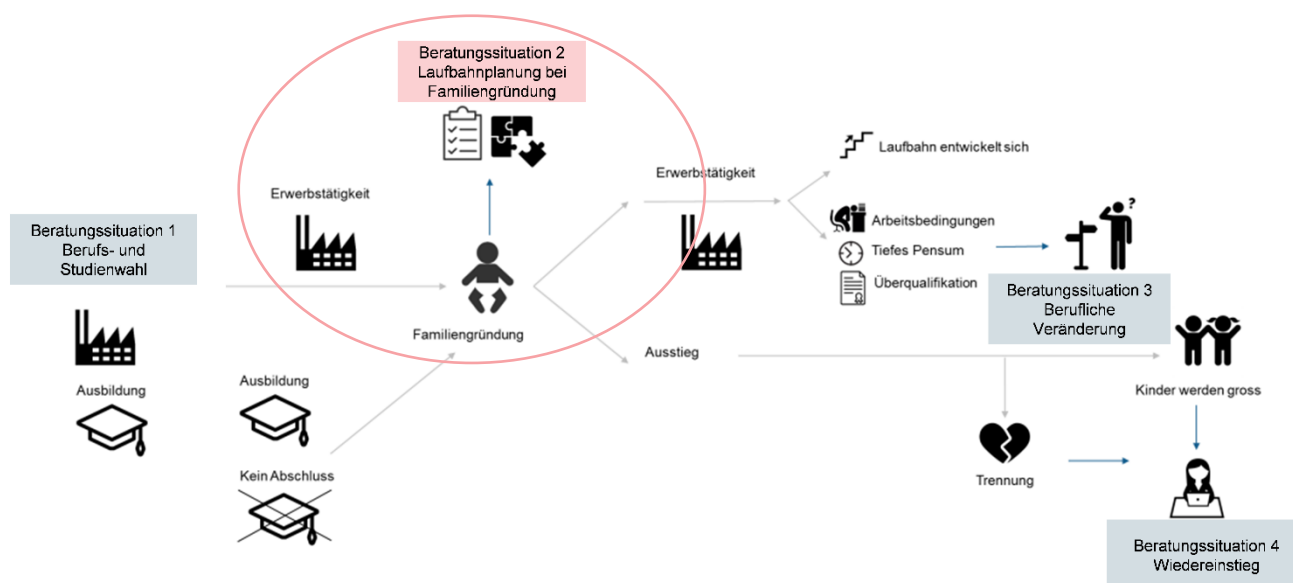 Beratungssituation 1
Berufs- und
Studienwahl
Ausbildung
Erwerbstätigkeit
Ausbildung
Kein Abschluss
Beratungssituation 2
Laufbahnplanung bei
Familiengründung
Familiengründung
Erwerbstätigkeit
Ausstieg
Laufbahn entwickelt sich
Arbeitsbedingungen
Tiefes Pensum
Überqualifikation
?
Beratungssituation 3
Berufliche
Veränderung
Kinder werden gross
Trennung
Beratungssituation 4
Wiedereinstieg